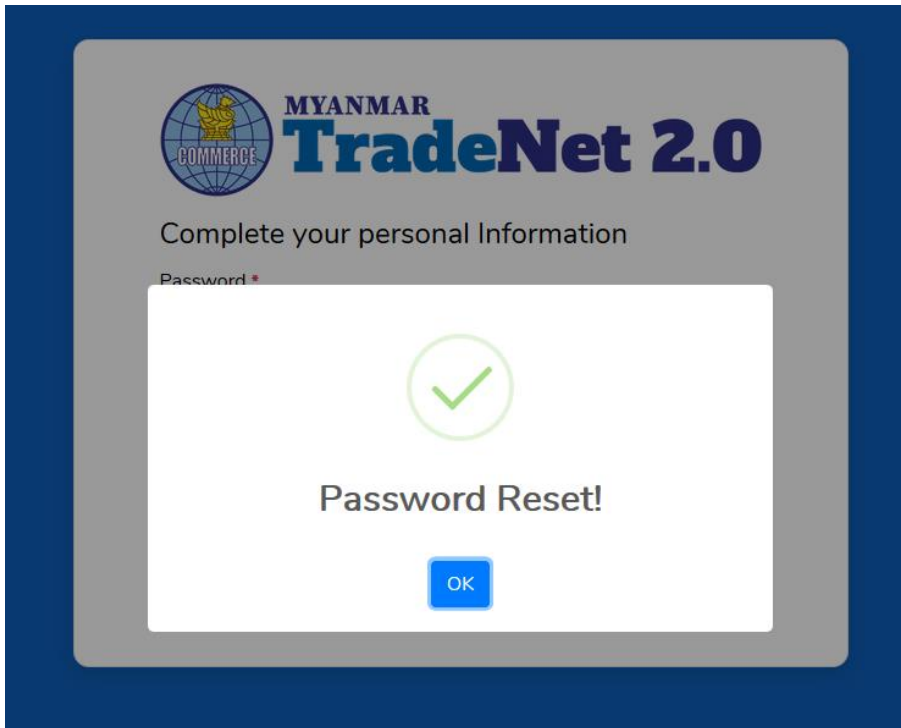 COMMERCE
MYANMAR
TradeNet 2.0
Complete your personal Information
Password *
Password Reset!
OK